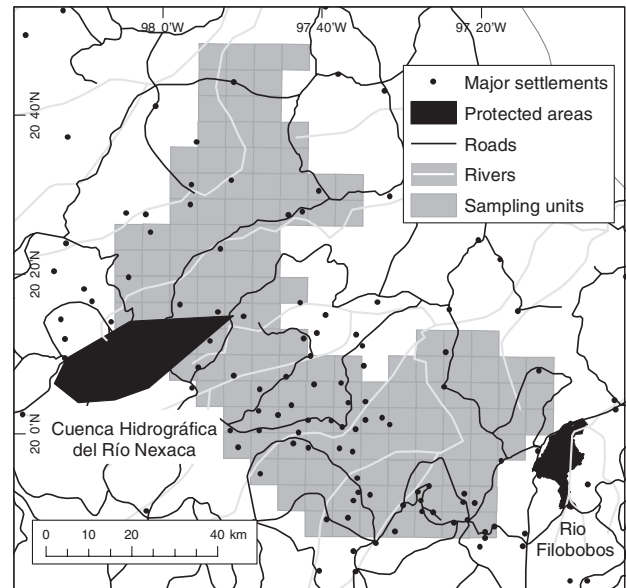 98 0'W
97 40'W
97 20'W
20 40'N
20 20'N
20 0'N
Major settlements
Protected areas
Roads
Rivers
Sampling units
Cuenca Hidrográfica
del Río Nexaca
Rio
Filobobos
0 10 20 40 km